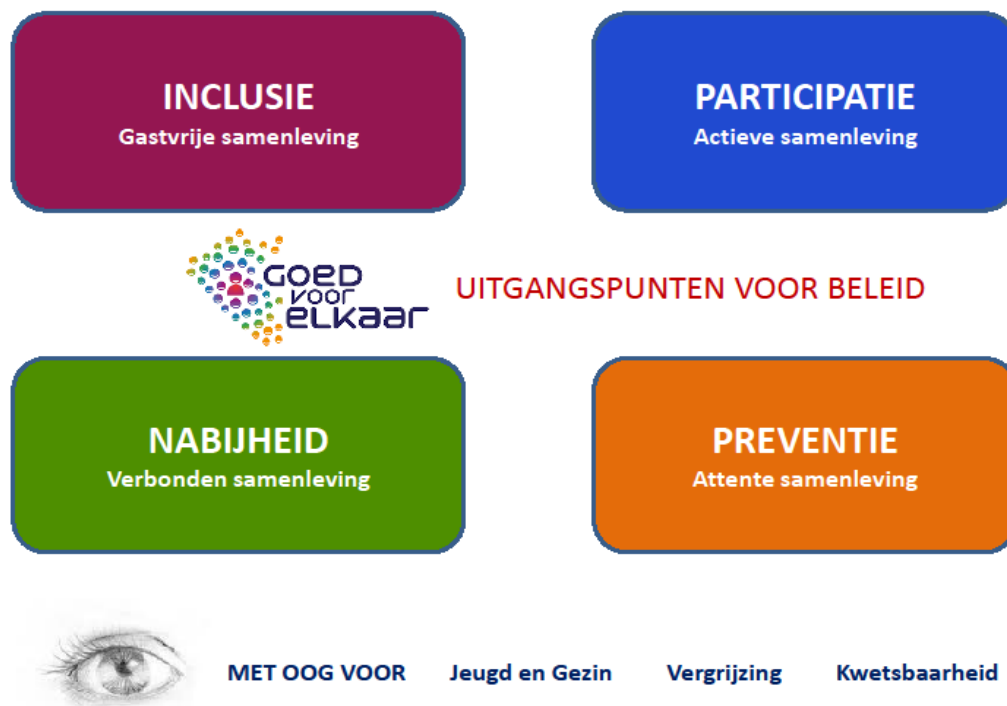 INCLUSIE
Gastvrije samenleving
PARTICIPATIE
Actieve samenleving
GOED
VOOR
ELKAAR
UITGANGSPUNTEN VOOR BELEID
NABIJHEID
Verbonden samenleving
PREVENTIE
Attente samenleving
MET OOG VOOR Jeugd en Gezin Vergrijzing Kwetsbaarheid